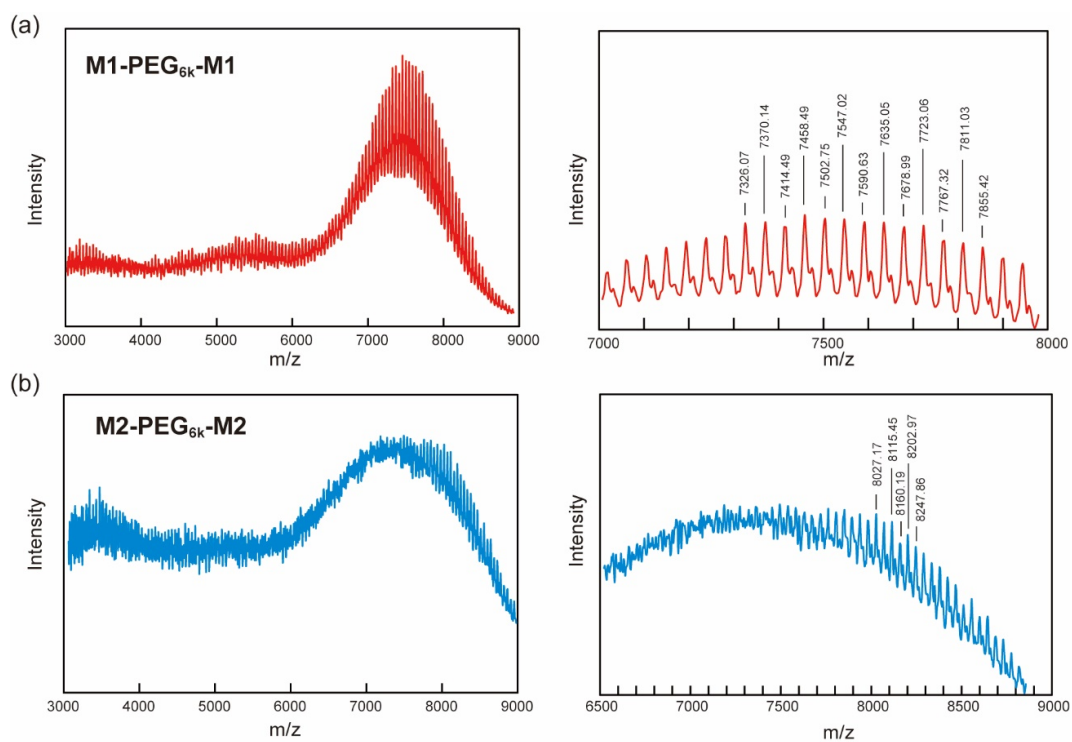 (a)
M1-PEG6k-M1
Intensity
3000 4000 5000 6000 7000 8000 9000
m/z
Intensity
7326.07
7370.14
7414.49
7458.49
7502.75
7547.02
7590.63
7635.05
7678.99
7723.06
7767.32
7811.03
7855.42
7000 7500 8000
m/z
(b)
M2-PEG6k-M2
Intensity
3000 4000 5000 6000 7000 8000 9000
m/z
Intensity
8027.17
8115.45
8160.19
8202.97
8247.86
6500 7000 7500 8000 8500 9000
m/z